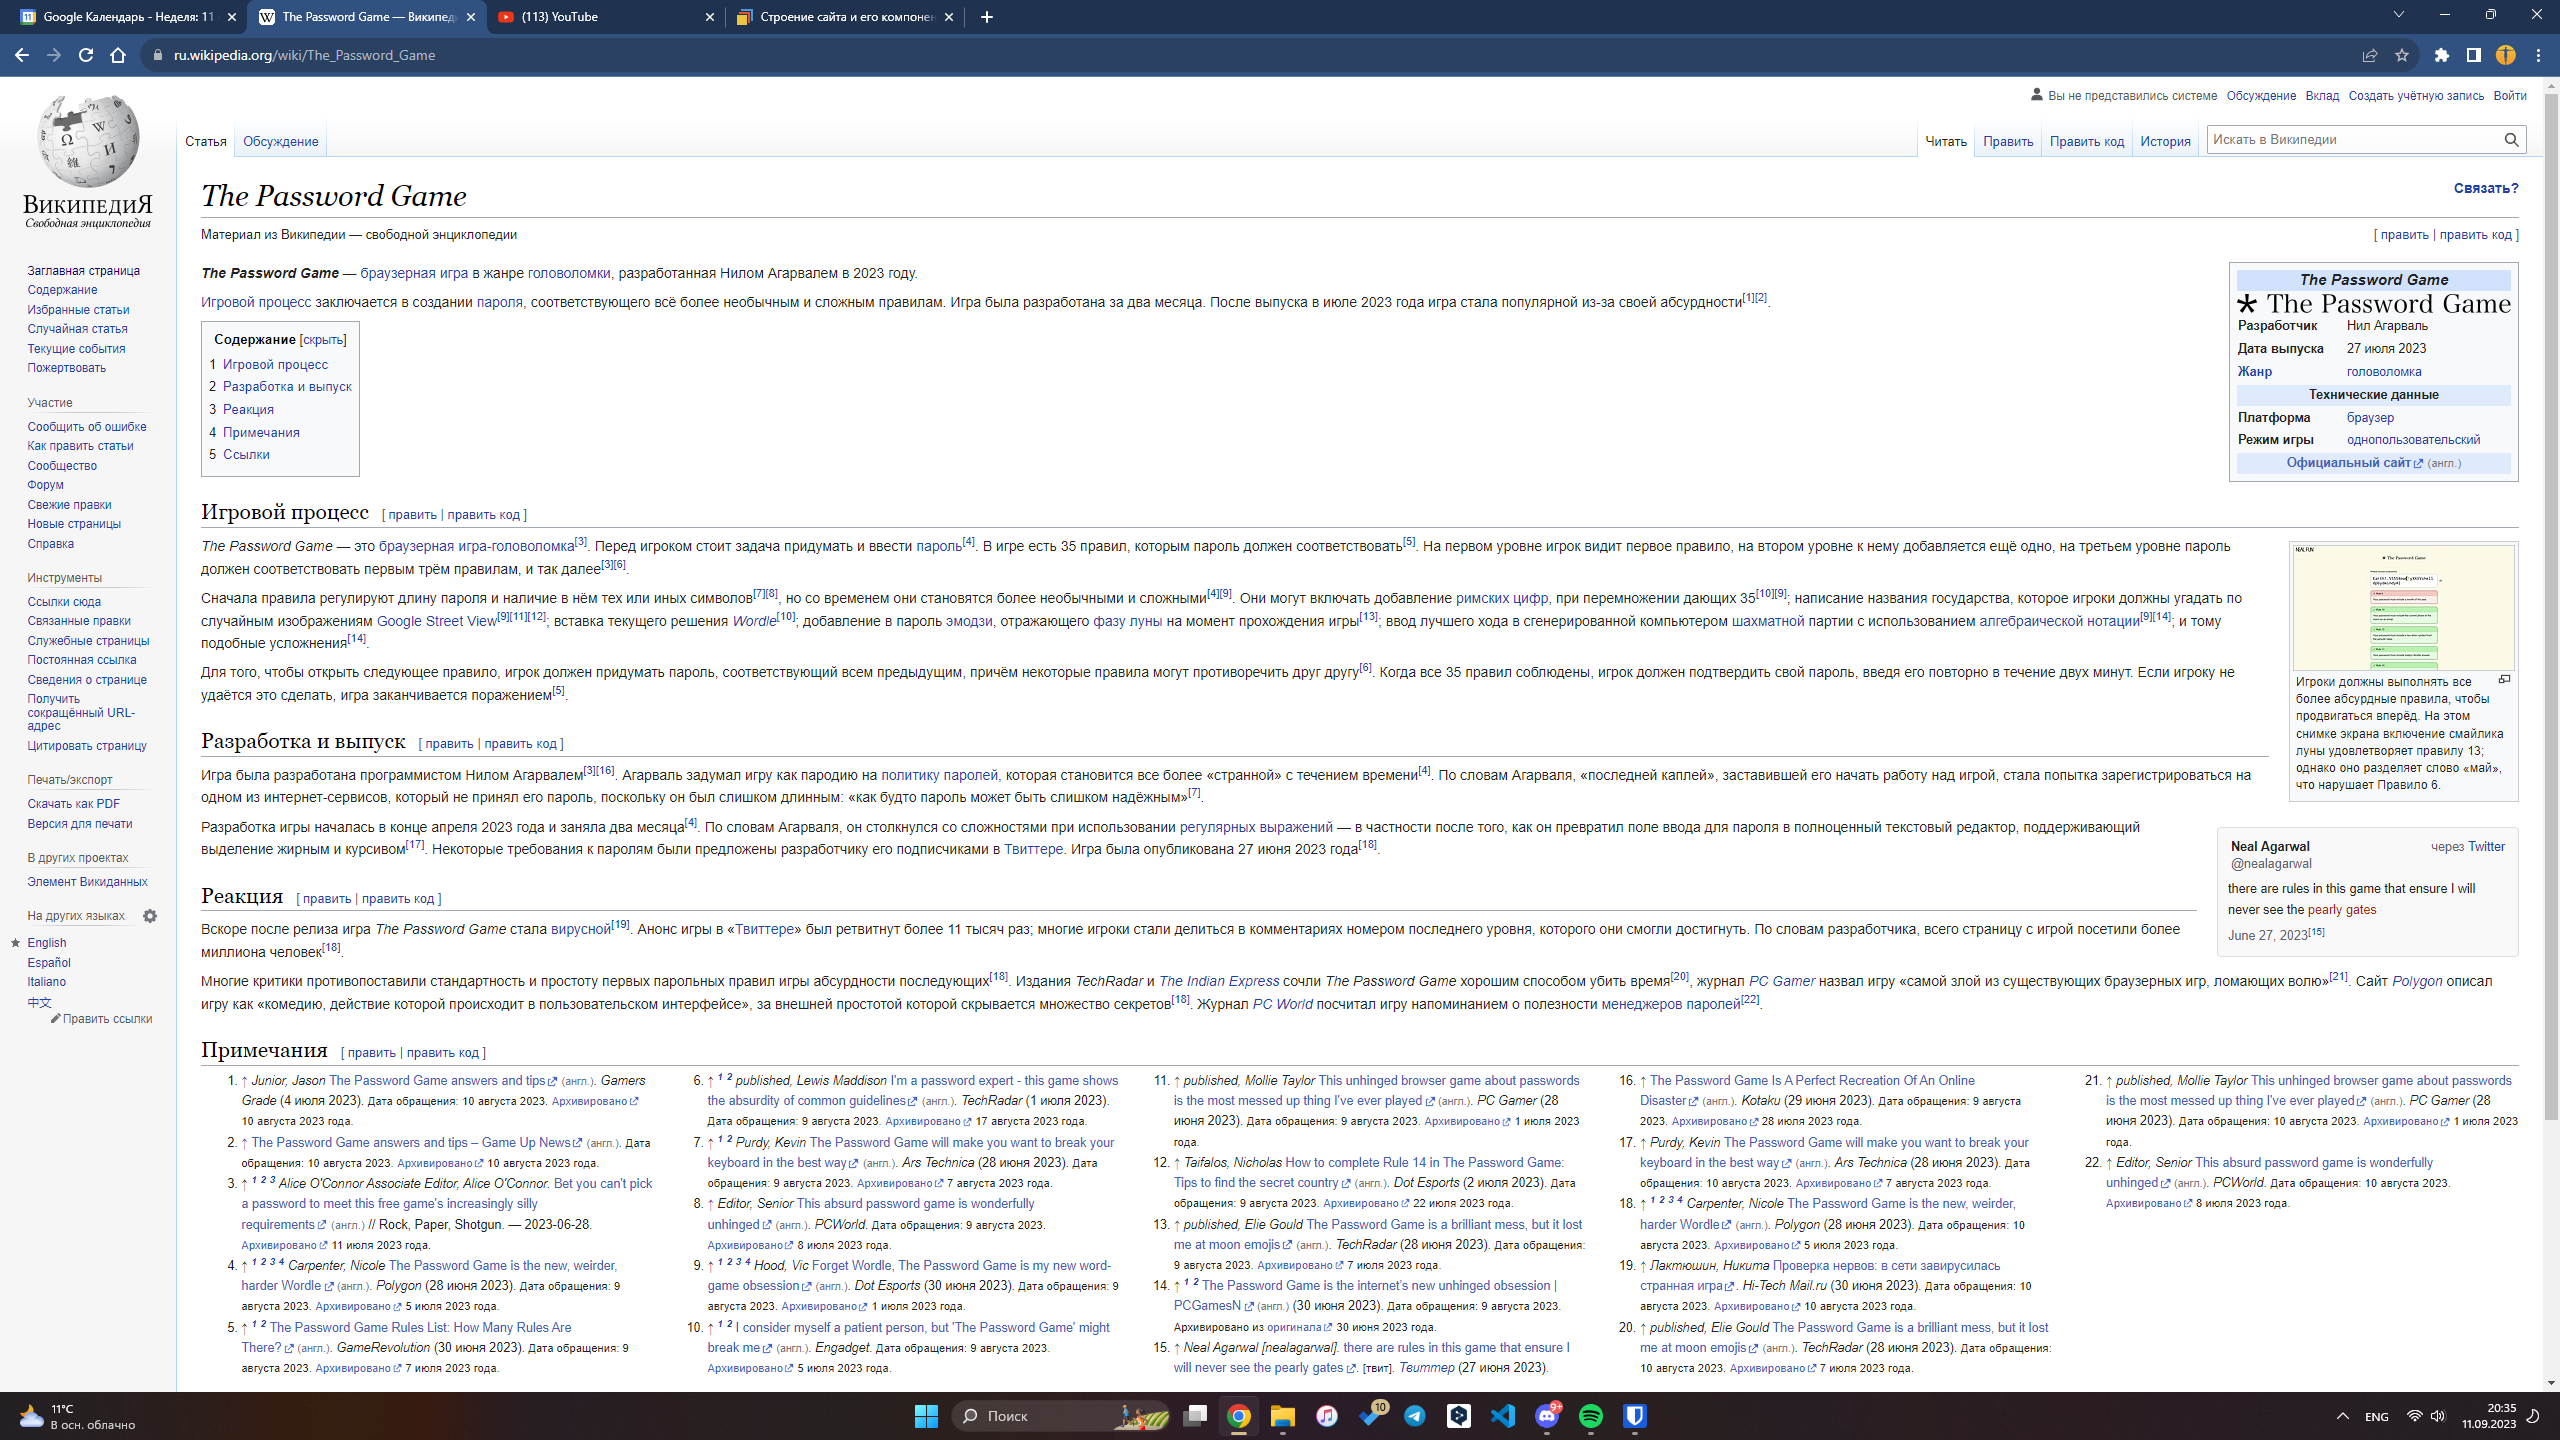 Google Календарь - Неделя: 11
The Password Game — Википеди
(113) YouTube
Строение сайта и его компонен
ru.wikipedia.org/wiki/The_Password_Game
Вы не представились системе Обсуждение Вклад Создать учётную запись Войти
Статья Обсуждение
Читать Править Править код История Искать в Википедии
ВИКИПЕДИЯ
Свободная энциклопедия
Заглавная страница
Содержание
Избранные статьи
Случайная статья
Текущие события
Пожертвовать
Участие
Сообщить об ошибке
Как править статьи
Сообщество
Форум
Свежие правки
Новые страницы
Справка
Инструменты
Ссылки сюда
Связанные правки
Служебные страницы
Постоянная ссылка
Сведения о странице
Получить
сокращённый URL-
адрес
Цитировать страницу
Печать/экспорт
Скачать как PDF
Версия для печати
В других проектах
Элемент Викиданных
На других языках
English
Español
Italiano
中文
Править ссылки
The Password Game
Связать?
Материал из Википедии — свободной энциклопедии
[ править | править код ]
The Password Game — браузерная игра в жанре головоломки, разработанная Нилом Агарвалем в 2023 году.
Игровой процесс заключается в создании пароля, соответствующего всё более необычным и сложным правилам. Игра была разработана за два месяца. После выпуска в июле 2023 года игра стала популярной из-за своей абсурдности[1][2].
Содержание [скрыть]
1 Игровой процесс
2 Разработка и выпуск
3 Реакция
4 Примечания
5 Ссылки
The Password Game
* The Password Game
Разработчик Нил Агарваль
Дата выпуска 27 июля 2023
Жанр головоломка
Технические данные
Платформа браузер
Режим игры однопользовательский
Официальный сайт (англ.)
Игровой процесс [ править | править код ]
The Password Game — это браузерная игра-головоломка[3]. Перед игроком стоит задача придумать и ввести пароль[4]. В игре есть 35 правил, которым пароль должен соответствовать[5]. На первом уровне игрок видит первое правило, на втором уровне к нему добавляется ещё одно, на третьем уровне пароль
должен соответствовать первым трём правилам, и так далее[3][6].
Сначала правила регулируют длину пароля и наличие в нём тех или иных символов[7][8], но со временем они становятся более необычными и сложными[4][9]. Они могут включать добавление римских цифр, при перемножении дающих 35[10][9]; написание названия государства, которое игроки должны угадать по
случайным изображениям Google Street View[9][11][12]; вставка текущего решения Wordle[10]; добавление в пароль эмодзи, отражающего фазу луны на момент прохождения игры[13]; ввод лучшего хода в сгенерированной компьютером шахматной партии с использованием алгебраической нотации[9][14]; и тому
подобные усложнения[14].
Для того, чтобы открыть следующее правило, игрок должен придумать пароль, соответствующий всем предыдущим, причём некоторые правила могут противоречить друг другу[6]. Когда все 35 правил соблюдены, игрок должен подтвердить свой пароль, введя его повторно в течение двух минут. Если игроку не
удаётся это сделать, игра заканчивается поражением[5].
NEAL.FUN
* The Password Game
Игроки должны выполнять все
более абсурдные правила, чтобы
продвигаться вперёд. На этом
снимке экрана включение смайлика
луны удовлетворяет правилу 13;
однако оно разделяет слово «май»,
что нарушает Правило 6.
Разработка и выпуск [ править | править код ]
Игра была разработана программистом Нилом Агарвалем[3][16]. Агарваль задумал игру как пародию на политику паролей, которая становится все более «странной» с течением времени[4]. По словам Агарваля, «последней каплей», заставившей его начать работу над игрой, стала попытка зарегистрироваться на
одном из интернет-сервисов, который не принял его пароль, поскольку он был слишком длинным: «как будто пароль может быть слишком надёжным»[7].
Разработка игры началась в конце апреля 2023 года и заняла два месяца[4]. По словам Агарваля, он столкнулся со сложностями при использовании регулярных выражений — в частности после того, как он превратил поле ввода для пароля в полноценный текстовый редактор, поддерживающий
выделение жирным и курсивом[17]. Некоторые требования к паролям были предложены разработчику его подписчиками в Твиттере. Игра была опубликована 27 июня 2023 года[18].
Neal Agarwal через Twitter
@nealagarwal
there are rules in this game that ensure I will
never see the pearly gates
June 27, 2023[15]
Реакция [ править | править код ]
Вскоре после релиза игра The Password Game стала вирусной[19]. Анонс игры в «Твиттере» был ретвитнут более 11 тысяч раз; многие игроки стали делиться в комментариях номером последнего уровня, которого они смогли достигнуть. По словам разработчика, всего страницу с игрой посетили более
миллиона человек[18].
Многие критики противопоставили стандартность и простоту первых парольных правил игры абсурдности последующих[18]. Издания TechRadar и The Indian Express сочли The Password Game хорошим способом убить время[20], журнал PC Gamer назвал игру «самой злой из существующих браузерных игр, ломающих волю»[21]. Сайт Polygon описал
игру как «комедию, действие которой происходит в пользовательском интерфейсе», за внешней простотой которой скрывается множество секретов[18]. Журнал PC World посчитал игру напоминанием о полезности менеджеров паролей[22].
Примечания [ править | править код ]
1. ↑ Junior, Jason The Password Game answers and tips (англ.). Gamers
Grade (4 июля 2023). Дата обращения: 10 августа 2023. Архивировано
10 августа 2023 года.
2. ↑ The Password Game answers and tips – Game Up News (англ.). Дата
обращения: 10 августа 2023. Архивировано 10 августа 2023 года.
3. ↑ 1 2 3 Alice O'Connor Associate Editor, Alice O'Connor. Bet you can't pick
a password to meet this free game's increasingly silly
requirements (англ.) // Rock, Paper, Shotgun. — 2023-06-28.
Архивировано 11 июля 2023 года.
4. ↑ 1 2 3 4 Carpenter, Nicole The Password Game is the new, weirder,
harder Wordle (англ.). Polygon (28 июня 2023). Дата обращения: 9
августа 2023. Архивировано 5 июля 2023 года.
5. ↑ 1 2 The Password Game Rules List: How Many Rules Are
There? (англ.). GameRevolution (30 июня 2023). Дата обращения: 9
августа 2023. Архивировано 7 июля 2023 года.
6. ↑ 1 2 published, Lewis Maddison I'm a password expert - this game shows
the absurdity of common guidelines (англ.). TechRadar (1 июля 2023).
Дата обращения: 9 августа 2023. Архивировано 17 августа 2023 года.
7. ↑ 1 2 Purdy, Kevin The Password Game will make you want to break your
keyboard in the best way (англ.). Ars Technica (28 июня 2023). Дата
обращения: 9 августа 2023. Архивировано 7 августа 2023 года.
8. ↑ Editor, Senior This absurd password game is wonderfully
unhinged (англ.). PCWorld. Дата обращения: 9 августа 2023.
Архивировано 8 июля 2023 года.
9. ↑ 1 2 3 4 Hood, Vic Forget Wordle, The Password Game is my new word-
game obsession (англ.). Dot Esports (30 июня 2023). Дата обращения: 9
августа 2023. Архивировано 1 июля 2023 года.
10. ↑ 1 2 I consider myself a patient person, but 'The Password Game' might
break me (англ.). Engadget. Дата обращения: 9 августа 2023.
Архивировано 5 июля 2023 года.
11. ↑ published, Mollie Taylor This unhinged browser game about passwords
is the most messed up thing I've ever played (англ.). PC Gamer (28
июня 2023). Дата обращения: 9 августа 2023. Архивировано 1 июля 2023
года.
12. ↑ Taifalos, Nicholas How to complete Rule 14 in The Password Game:
Tips to find the secret country (англ.). Dot Esports (2 июля 2023). Дата
обращения: 9 августа 2023. Архивировано 22 июля 2023 года.
13. ↑ published, Elie Gould The Password Game is a brilliant mess, but it lost
me at moon emojis (англ.). TechRadar (28 июня 2023). Дата обращения:
9 августа 2023. Архивировано 7 июля 2023 года.
14. ↑ 1 2 The Password Game is the internet's new unhinged obsession |
PCGamesN (англ.) (30 июня 2023). Дата обращения: 9 августа 2023.
Архивировано из оригинала 30 июня 2023 года.
15. ↑ Neal Agarwal [nealagarwal]. there are rules in this game that ensure I
will never see the pearly gates. [твит]. Твиттер (27 июня 2023).
16. ↑ The Password Game Is A Perfect Recreation Of An Online
Disaster (англ.). Kotaku (29 июня 2023). Дата обращения: 9 августа
2023. Архивировано 28 июля 2023 года.
17. ↑ Purdy, Kevin The Password Game will make you want to break your
keyboard in the best way (англ.). Ars Technica (28 июня 2023). Дата
обращения: 10 августа 2023. Архивировано 7 августа 2023 года.
18. ↑ 1 2 3 4 Carpenter, Nicole The Password Game is the new, weirder,
harder Wordle (англ.). Polygon (28 июня 2023). Дата обращения: 10
августа 2023. Архивировано 5 июля 2023 года.
19. ↑ Лактюшин, Никита Проверка нервов: в сети завирусилась
странная игра. Hi-Tech Mail.ru (30 июня 2023). Дата обращения: 10
августа 2023. Архивировано 10 августа 2023 года.
20. ↑ published, Elie Gould The Password Game is a brilliant mess, but it lost
me at moon emojis (англ.). TechRadar (28 июня 2023). Дата обращения:
10 августа 2023. Архивировано 7 июля 2023 года.
21. ↑ published, Mollie Taylor This unhinged browser game about passwords
is the most messed up thing I've ever played (англ.). PC Gamer (28
июня 2023). Дата обращения: 10 августа 2023. Архивировано 1 июля 2023
года.
22. ↑ Editor, Senior This absurd password game is wonderfully
unhinged (англ.). PCWorld. Дата обращения: 10 августа 2023.
Архивировано 8 июля 2023 года.
11°C
В осн. облачно
Поиск
10
9+
ENG
20:35
11.09.2023